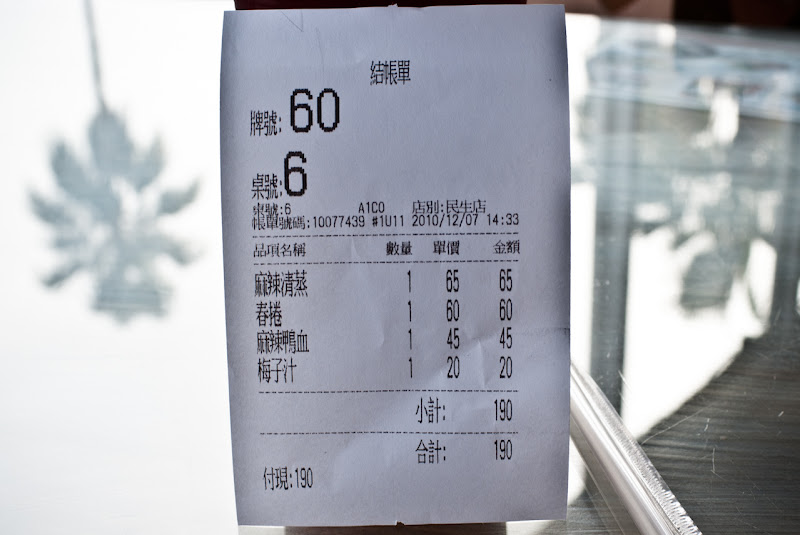 結帳單
牌號: 60
桌號: 6
桌號:6 A1C0 店別:民生店
帳單號碼:10077439 #1U11 2010/12/07 14:33
品項名稱 數量 單價 金額
麻辣清蒸 1 65 65
春捲 1 60 60
麻辣鴨血 1 45 45
梅子汁 1 20 20
小計: 190
合計: 190
付現:190